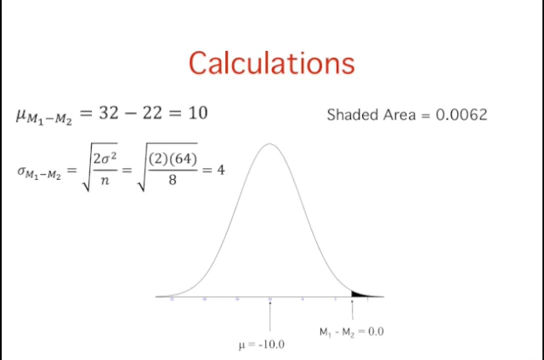 Calculations
μ_{M₁−M₂} = 32 − 22 = 10
Shaded Area = 0.0062
σ_{M₁−M₂} = √(2σ²/n) = √((2)(64)/8) = 4
M₁ - M₂ = 0.0
μ = -10.0